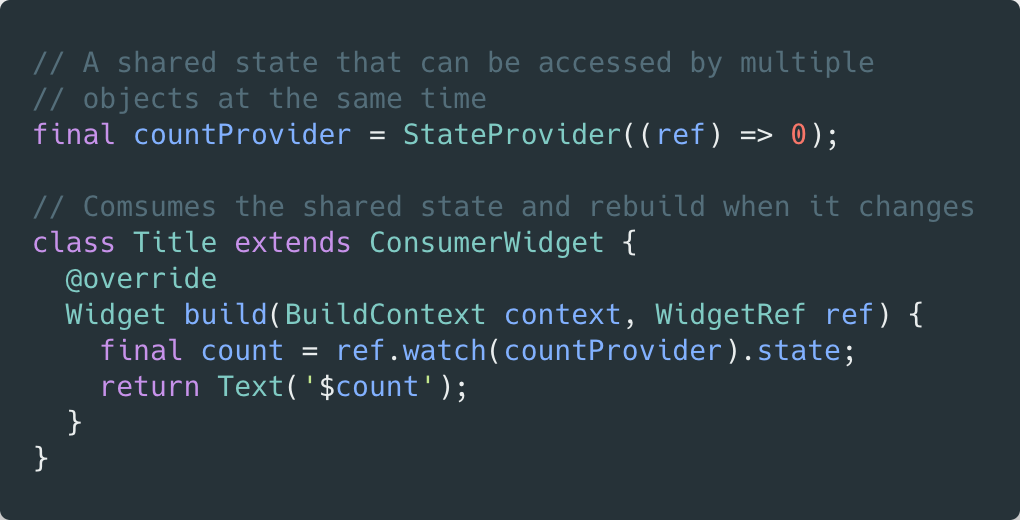 // A shared state that can be accessed by multiple
// objects at the same time
final countProvider = StateProvider((ref) => 0);

// Comsumes the shared state and rebuild when it changes
class Title extends ConsumerWidget {
  @override
  Widget build(BuildContext context, WidgetRef ref) {
    final count = ref.watch(countProvider).state;
    return Text('$count');
  }
}